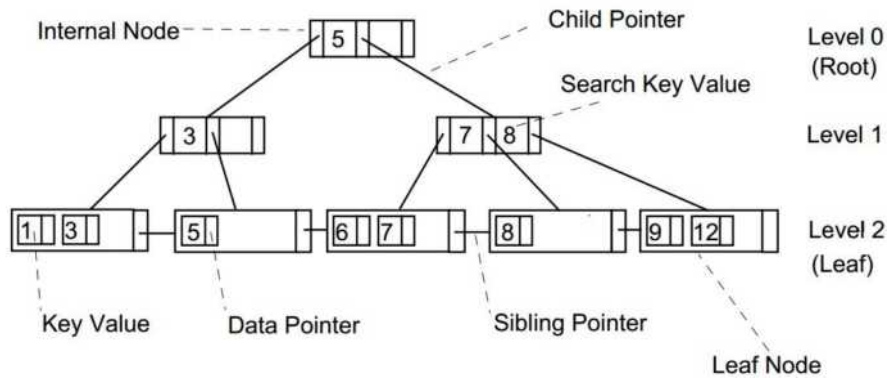 Internal Node
5
Child Pointer
Level 0
(Root)
Search Key Value
3
7 8
Level 1
1 3
5
6 7
8
9 12
Level 2
(Leaf)
Key Value
Data Pointer
Sibling Pointer
Leaf Node